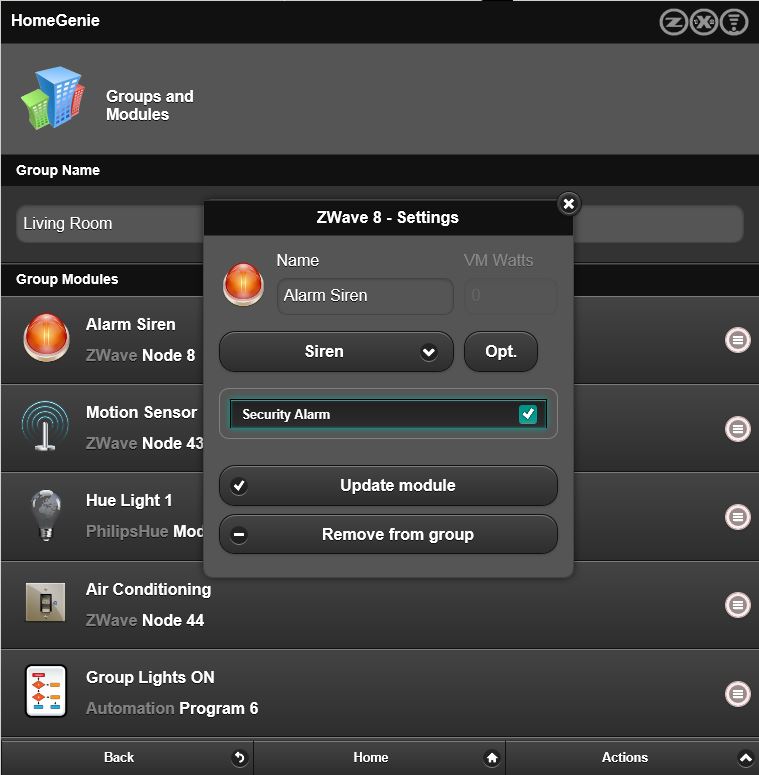 HomeGenie
Groups and
Modules
Group Name
Living Room
ZWave 8 - Settings
Name
VM Watts
Alarm Siren
0
Siren
Opt.
Security Alarm
Update module
Remove from group
Group Modules
Alarm Siren
ZWave Node 8
Motion Sensor
ZWave Node 43
Hue Light 1
PhilipsHue Mod
Air Conditioning
ZWave Node 44
Group Lights ON
Automation Program 6
Back
Home
Actions